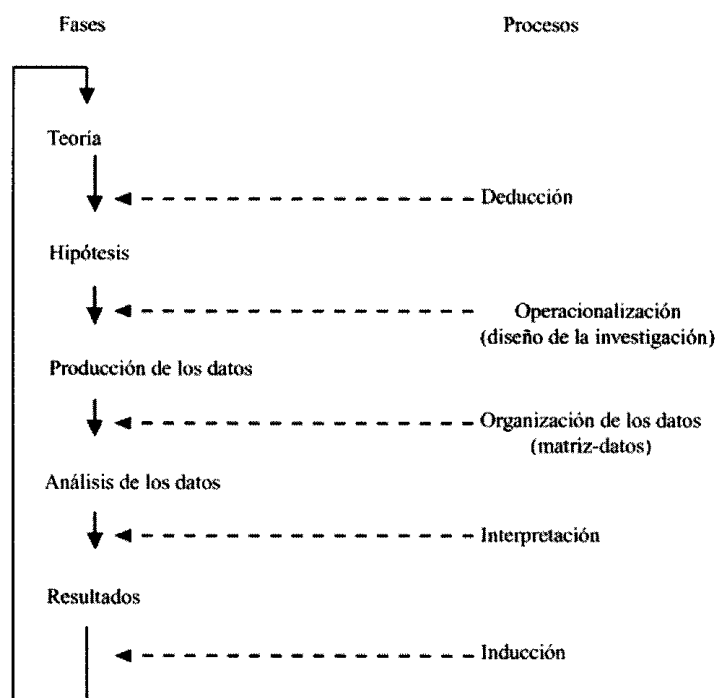 Fases
Procesos
Teoría
Deducción
Hipótesis
Operacionalización
(diseño de la investigación)
Producción de los datos
Organización de los datos
(matriz-datos)
Análisis de los datos
Interpretación
Resultados
Inducción